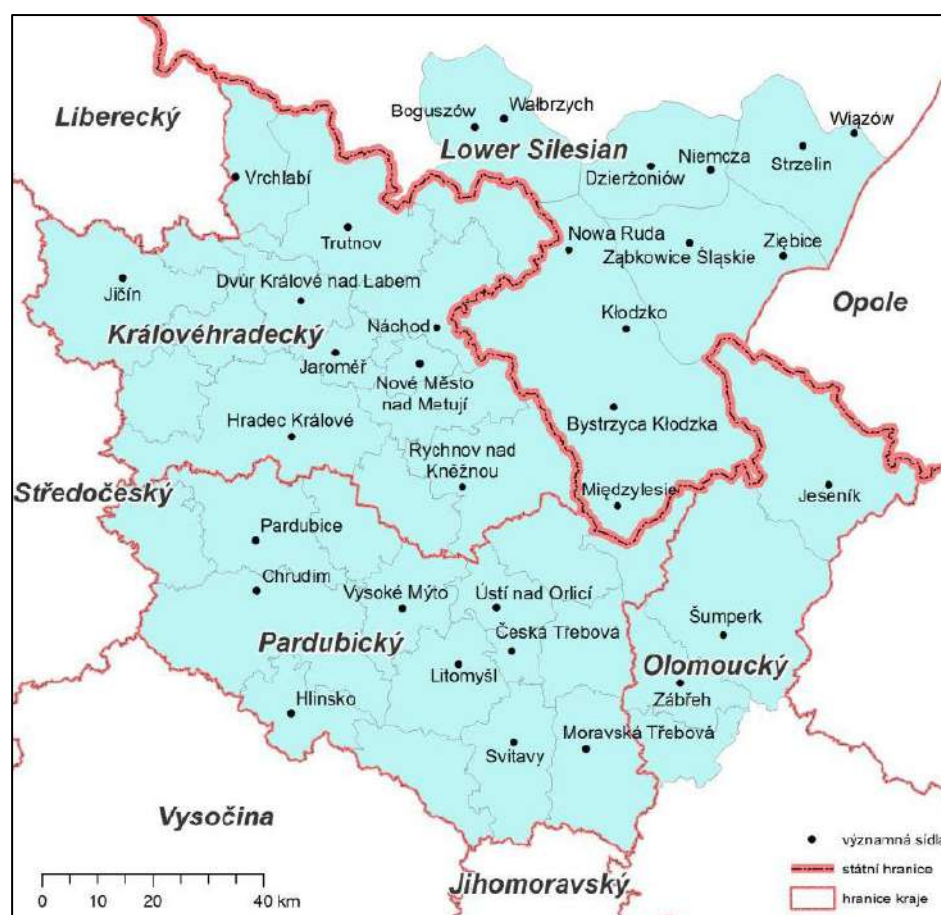 Liberecký
Boguszów
Wałbrzych
Wiązów
Lower Silesian
Strzelin
Niemcza
Dzierżoniów
Vrchlabí
Trutnov
Nowa Ruda
Ząbkowice Śląskie
Ziębice
Jičín
Dvůr Králové nad Labem
Opole
Královéhradecký
Náchod
Kłodzko
Jaroměř
Nové Město
nad Metují
Hradec Králové
Bystrzyca Kłodzka
Rychnov nad
Kněžnou
Středočeský
Międzylesie
Jeseník
Pardubice
Chrudim
Vysoké Mýto
Ústí nad Orlicí
Šumperk
Česká Třebová
Pardubický
Litomyšl
Olomoucký
Zábřeh
Hlinsko
Moravská Třebová
Svitavy
Vysočina
Jihomoravský
významná sídla
státní hranice
hranice kraje
0 10 20 40 km